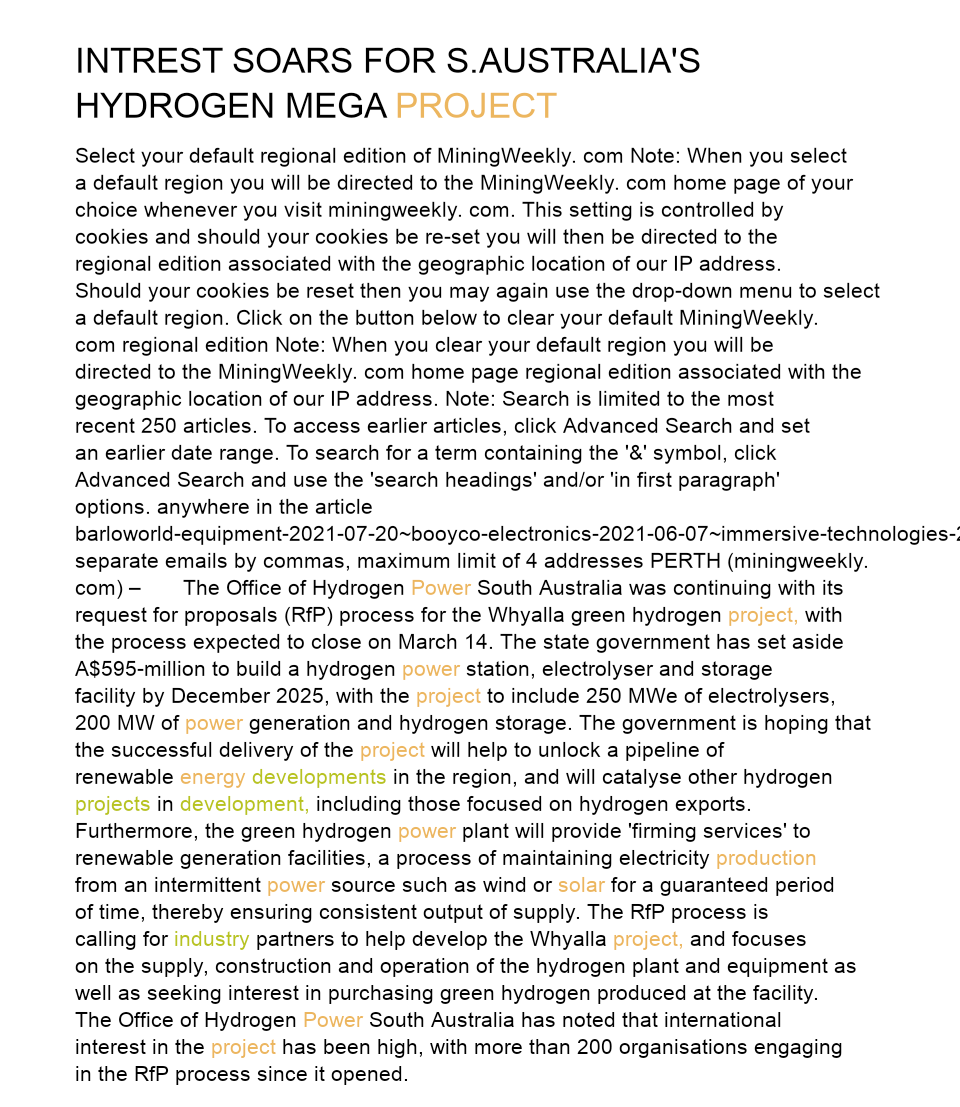 INTREST SOARS FOR S.AUSTRALIA'S
HYDROGEN MEGA PROJECT
Select your default regional edition of MiningWeekly. com Note: When you select
a default region you will be directed to the MiningWeekly. com home page of your
choice whenever you visit miningweekly. com. This setting is controlled by
cookies and should your cookies be re-set you will then be directed to the
regional edition associated with the geographic location of our IP address.
Should your cookies be reset then you may again use the drop-down menu to select
a default region. Click on the button below to clear your default MiningWeekly.
com regional edition Note: When you clear your default region you will be
directed to the MiningWeekly. com home page regional edition associated with the
geographic location of our IP address. Note: Search is limited to the most
recent 250 articles. To access earlier articles, click Advanced Search and set
an earlier date range. To search for a term containing the '&' symbol, click
Advanced Search and use the 'search headings' and/or 'in first paragraph'
options. anywhere in the article
barloworld-equipment-2021-07-20~booyco-electronics-2021-06-07~immersive-technologies-2
separate emails by commas, maximum limit of 4 addresses PERTH (miningweekly.
com) – The Office of Hydrogen Power South Australia was continuing with its
request for proposals (RfP) process for the Whyalla green hydrogen project, with
the process expected to close on March 14. The state government has set aside
A$595-million to build a hydrogen power station, electrolyser and storage
facility by December 2025, with the project to include 250 MWe of electrolysers,
200 MW of power generation and hydrogen storage. The government is hoping that
the successful delivery of the project will help to unlock a pipeline of
renewable energy developments in the region, and will catalyse other hydrogen
projects in development, including those focused on hydrogen exports.
Furthermore, the green hydrogen power plant will provide 'firming services' to
renewable generation facilities, a process of maintaining electricity production
from an intermittent power source such as wind or solar for a guaranteed period
of time, thereby ensuring consistent output of supply. The RfP process is
calling for industry partners to help develop the Whyalla project, and focuses
on the supply, construction and operation of the hydrogen plant and equipment as
well as seeking interest in purchasing green hydrogen produced at the facility.
The Office of Hydrogen Power South Australia has noted that international
interest in the project has been high, with more than 200 organisations engaging
in the RfP process since it opened.